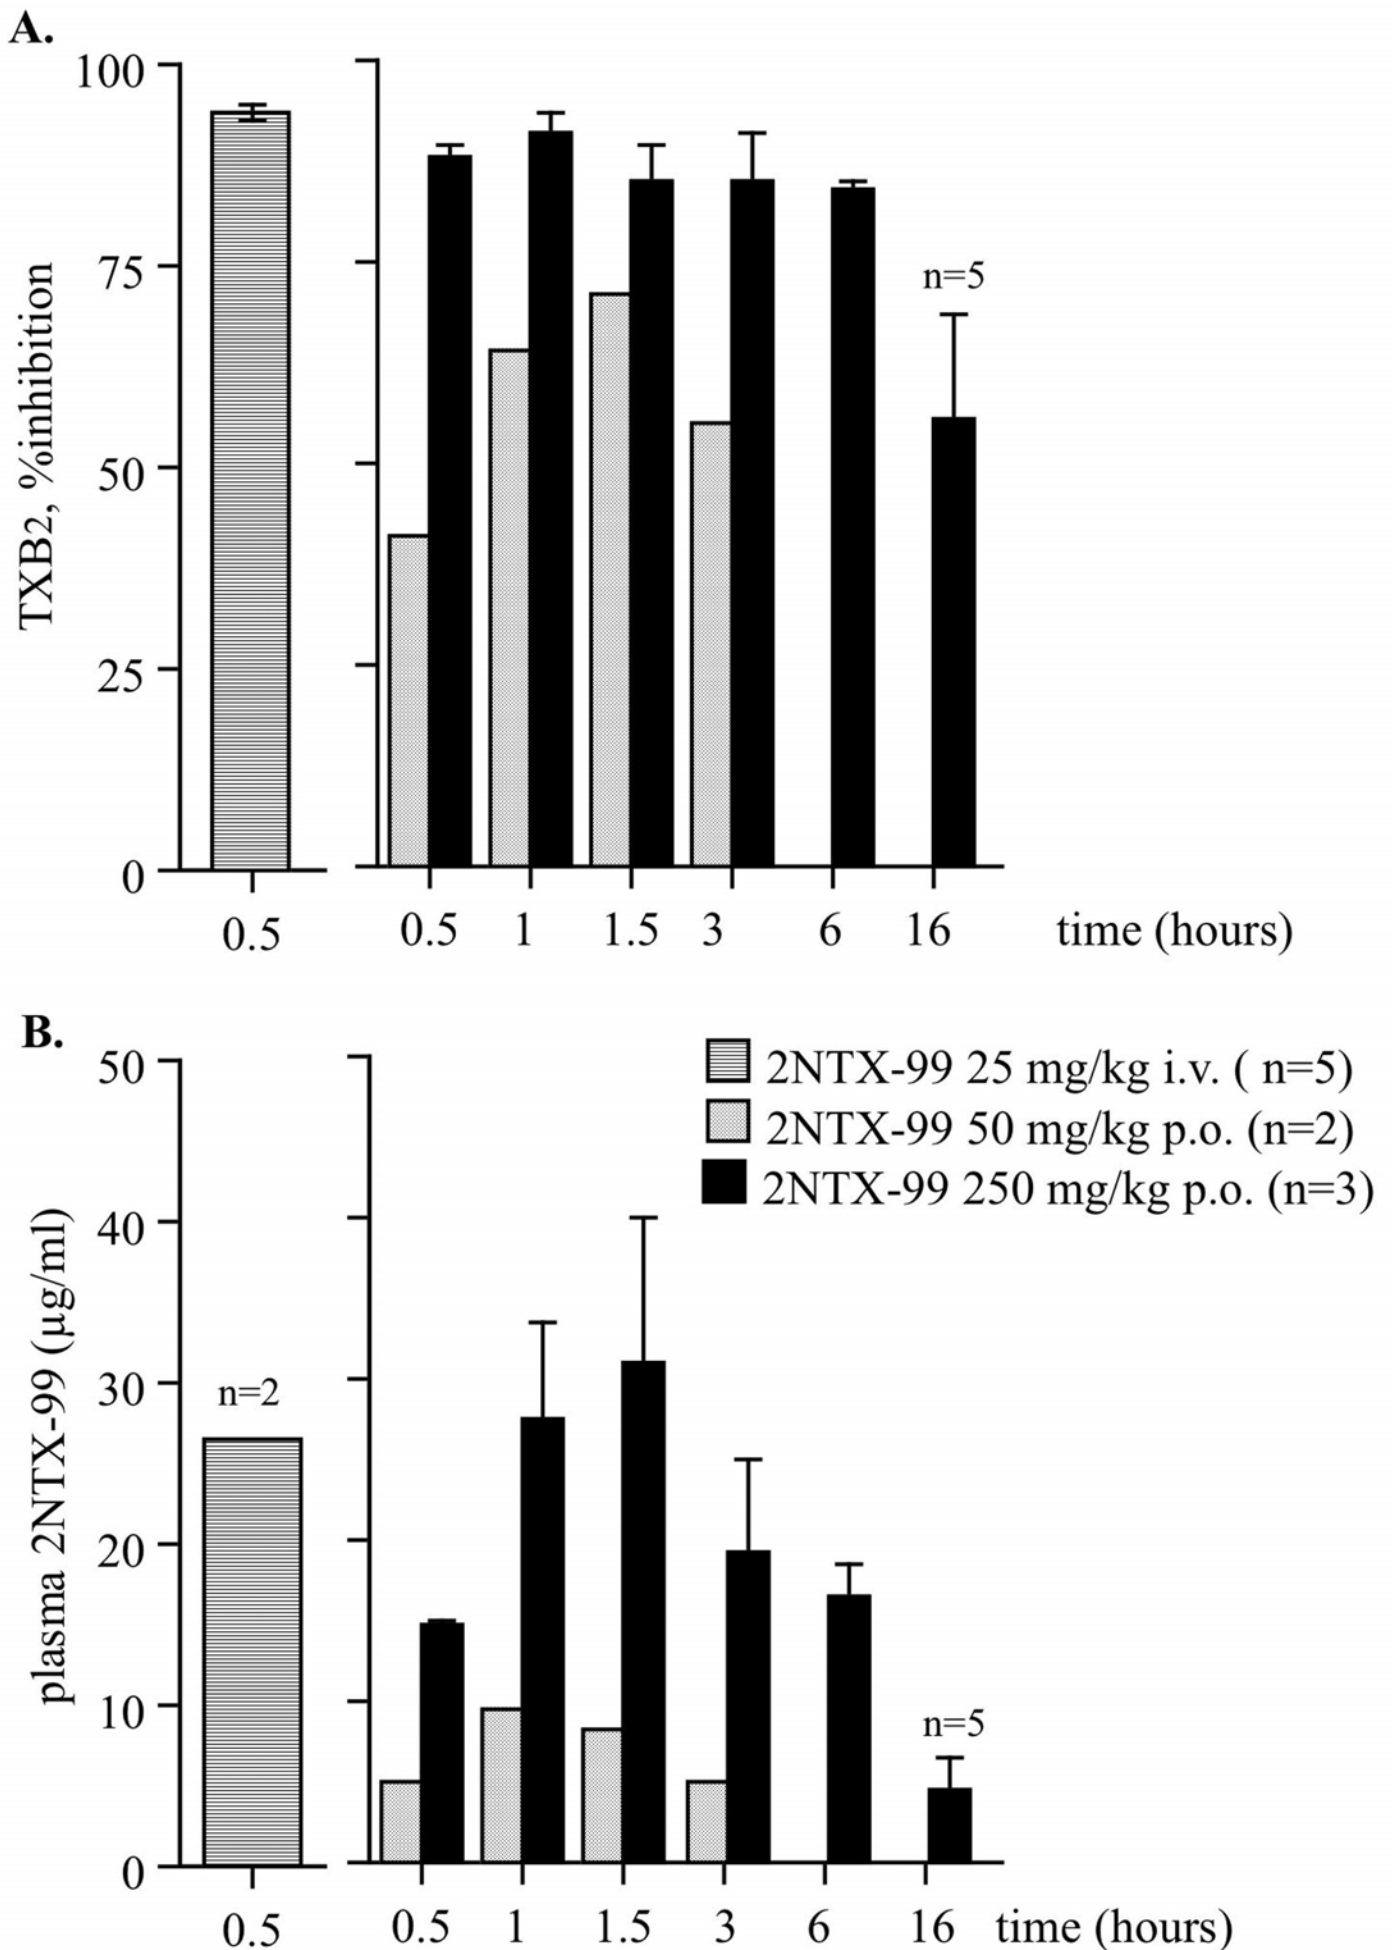 A.
100
75
50
25
0
TXB2, %inhibition
n=5
0.5
0.5 1 1.5 3 6 16 time (hours)
B.
50
40
30
20
10
0
plasma 2NTX-99 (µg/ml)
2NTX-99 25 mg/kg i.v. ( n=5)
2NTX-99 50 mg/kg p.o. (n=2)
2NTX-99 250 mg/kg p.o. (n=3)
n=2
n=5
0.5
0.5 1 1.5 3 6 16 time (hours)